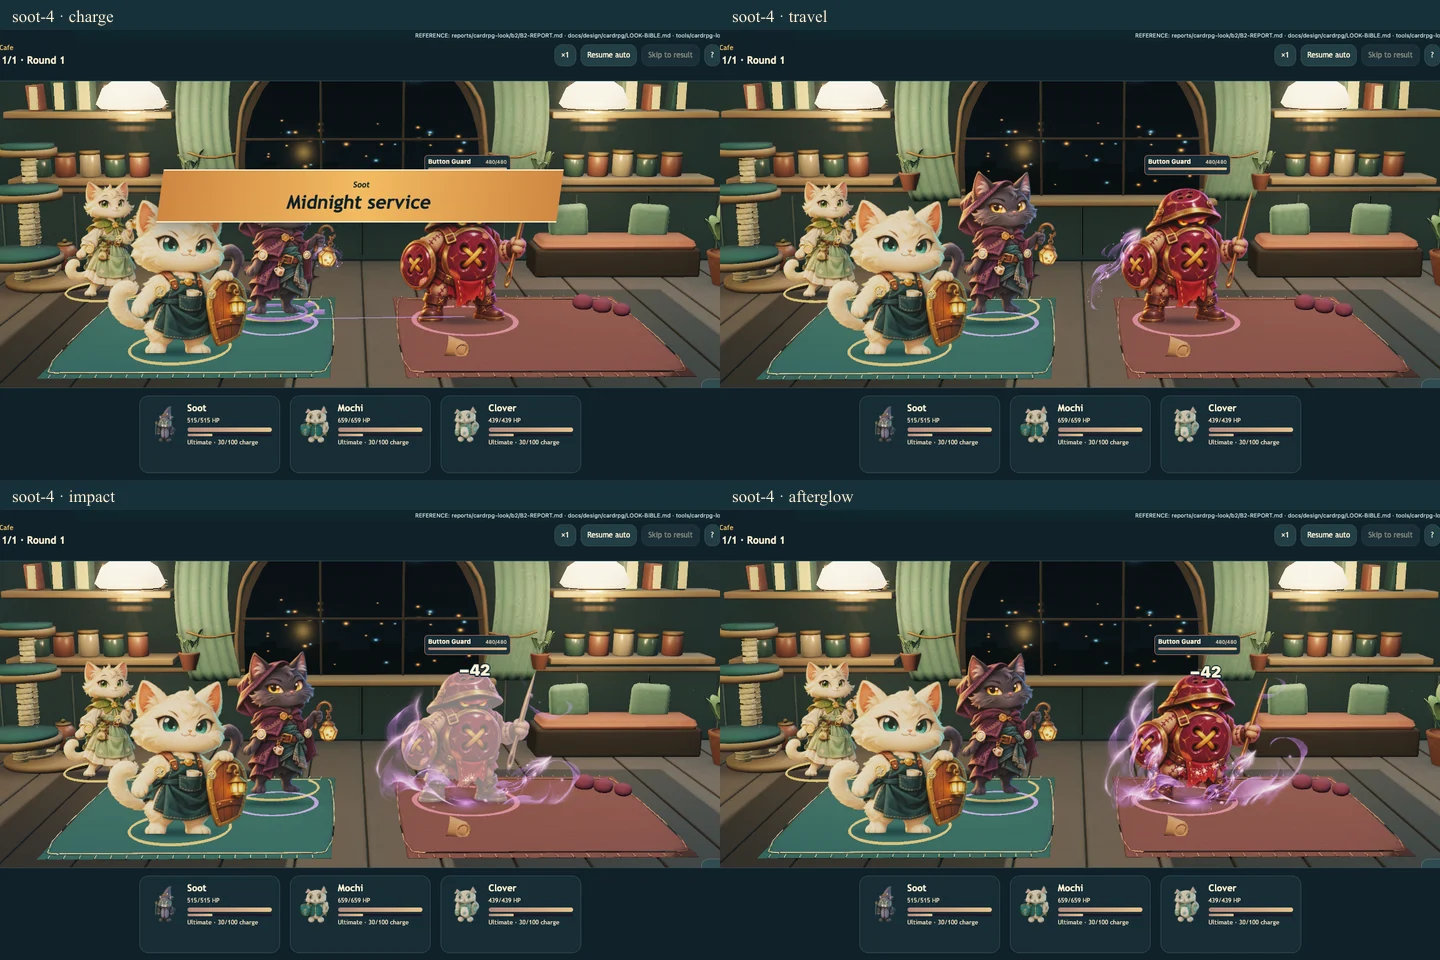 soot-4 · charge
REFERENCE: reports/cardrpg-look/b2/B2-REPORT.md · docs/design/cardrpg/LOOK-BIBLE.md · tools/cardrpg-lo
Cafe
1/1 · Round 1
×1
Resume auto
Skip to result
?
Button Guard 480/480
Soot
Midnight service
Soot
515/515 HP
Ultimate · 30/100 charge
Mochi
659/659 HP
Ultimate · 30/100 charge
Clover
439/439 HP
Ultimate · 30/100 charge
soot-4 · travel
REFERENCE: reports/cardrpg-look/b2/B2-REPORT.md · docs/design/cardrpg/LOOK-BIBLE.md · tools/cardrpg-lo
Cafe
1/1 · Round 1
×1
Resume auto
Skip to result
?
Button Guard 480/480
Soot
515/515 HP
Ultimate · 30/100 charge
Mochi
659/659 HP
Ultimate · 30/100 charge
Clover
439/439 HP
Ultimate · 30/100 charge
soot-4 · impact
REFERENCE: reports/cardrpg-look/b2/B2-REPORT.md · docs/design/cardrpg/LOOK-BIBLE.md · tools/cardrpg-lo
Cafe
1/1 · Round 1
×1
Resume auto
Skip to result
?
Button Guard 480/480
−42
Soot
515/515 HP
Ultimate · 30/100 charge
Mochi
659/659 HP
Ultimate · 30/100 charge
Clover
439/439 HP
Ultimate · 30/100 charge
soot-4 · afterglow
REFERENCE: reports/cardrpg-look/b2/B2-REPORT.md · docs/design/cardrpg/LOOK-BIBLE.md · tools/cardrpg-lo
Cafe
1/1 · Round 1
×1
Resume auto
Skip to result
?
Button Guard 480/480
−42
Soot
515/515 HP
Ultimate · 30/100 charge
Mochi
659/659 HP
Ultimate · 30/100 charge
Clover
439/439 HP
Ultimate · 30/100 charge